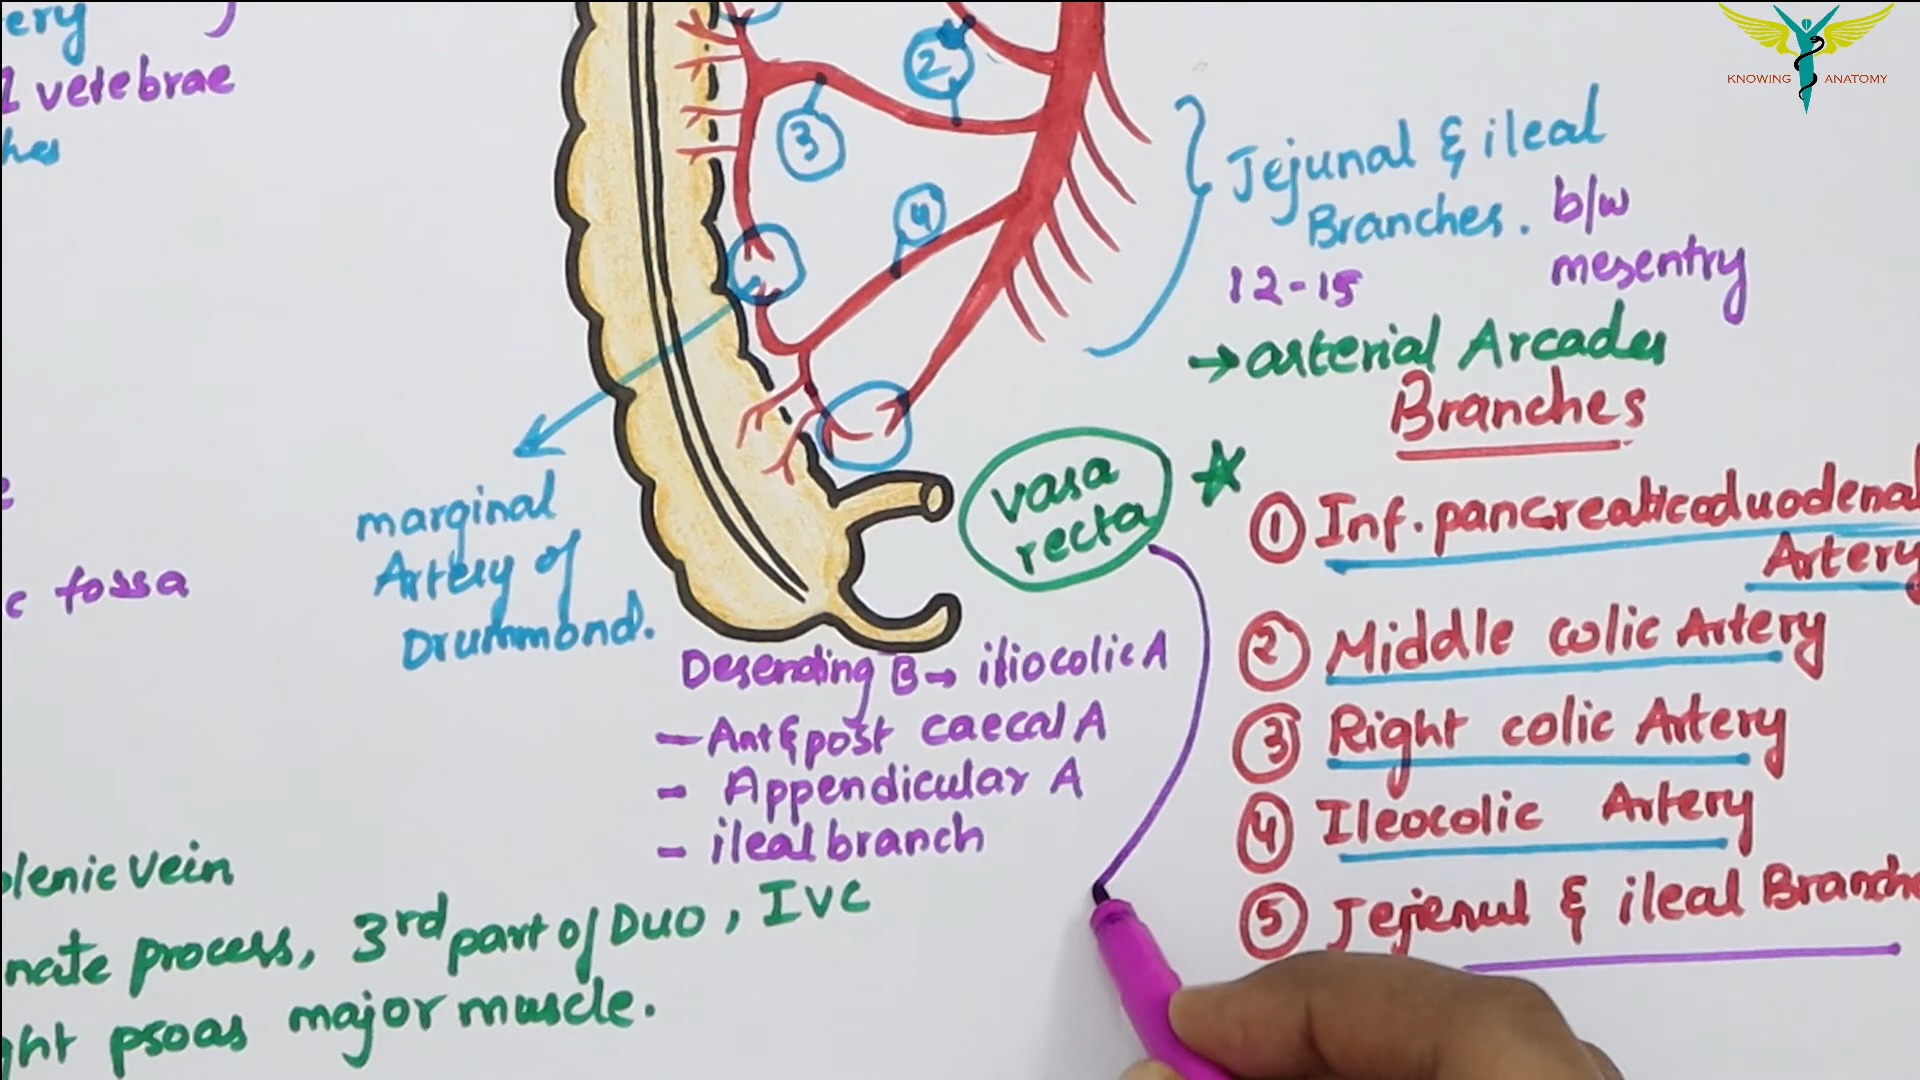 ery
1 vetebrae
hes
KNOWING ANATOMY
2
3
4
Jejunal & ileal
Branches.
b/w
mesentry
12-15
→ arterial Arcades
Branches
vasa
recta
① Inf. pancreaticoduodenal
Artery
② Middle colic Artery
③ Right colic Artery
④ Ileocolic Artery
⑤ Jejenul & ileal Branche
marginal
Artery of
Drummond.
c fossa
Desending B → iliocolic A
- Ant & post caecal A
- Appendicular A
- ileal branch
plenic Vein
nate process, 3rd part of Duo, IVC
ght psoas major muscle.